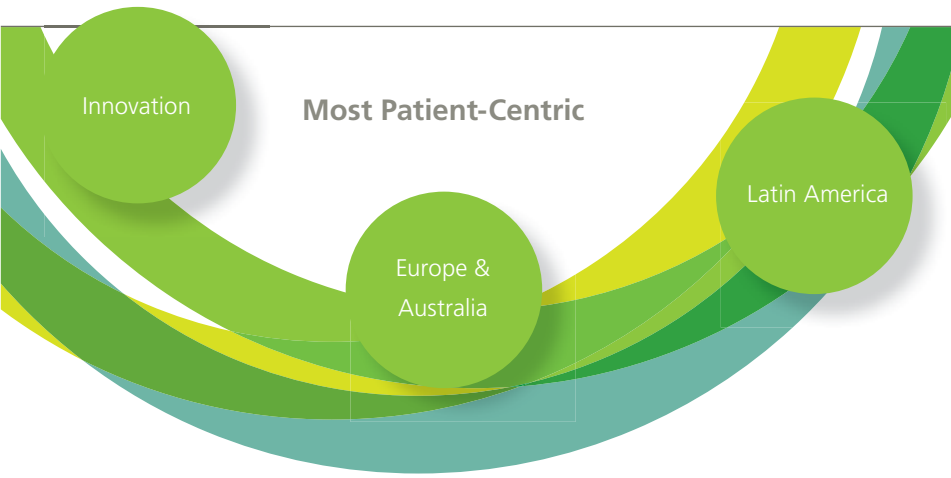 Innovation
Most Patient-Centric
Latin America
Europe &
Australia